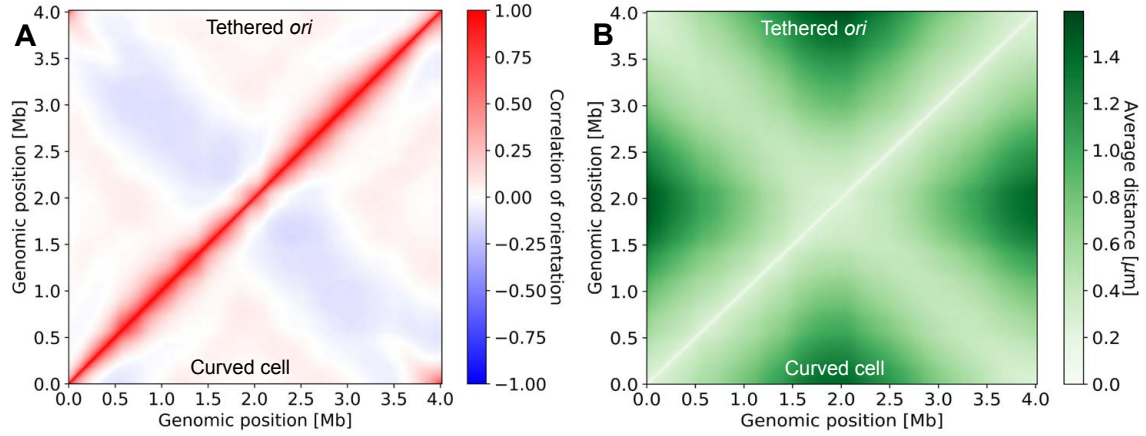 A
Tethered ori
Curved cell
4.0
3.5
3.0
2.5
2.0
1.5
1.0
0.5
0.0
Genomic position [Mb]
0.0 0.5 1.0 1.5 2.0 2.5 3.0 3.5 4.0
Genomic position [Mb]
1.00
0.75
0.50
0.25
0.00
−0.25
−0.50
−0.75
−1.00
Correlation of orientation
B
Tethered ori
Curved cell
4.0
3.5
3.0
2.5
2.0
1.5
1.0
0.5
0.0
Genomic position [Mb]
0.0 0.5 1.0 1.5 2.0 2.5 3.0 3.5 4.0
Genomic position [Mb]
1.4
1.2
1.0
0.8
0.6
0.4
0.2
0.0
Average distance [μm]